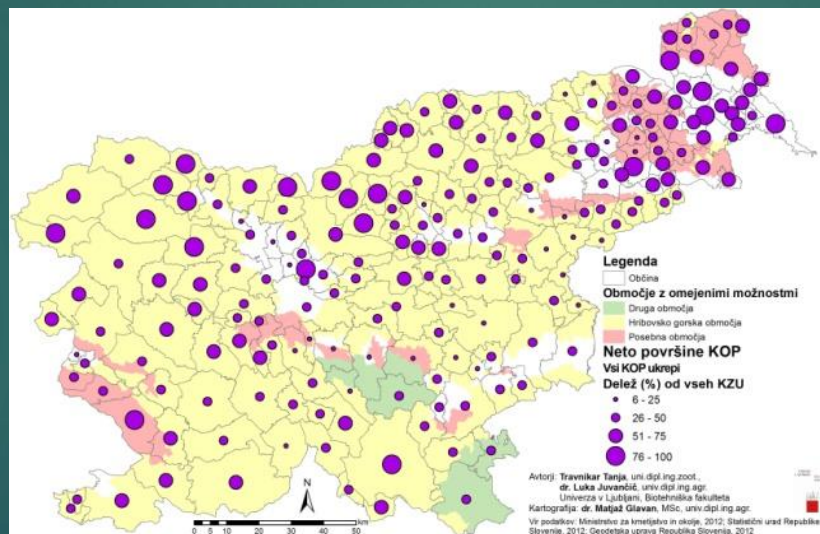 Legenda
Občina
Območje z omejenimi možnostmi
Druga območja
Hribovsko gorska območja
Posebna območja
Neto površine KOP
Vsi KOP ukrepi
Delež (%) od vseh KZU
6 - 25
26 - 50
51 - 75
76 - 100
N
0 5 10 20 30 40 50
km
Avtorji: Travnikar Tanja, uni.dipl.ing.zoot.,
dr. Luka Juvančič, univ.dipl.ing.agr.
Univerza v Ljubljani, Biotehniška fakulteta
Kartografija: dr. Matjaž Glavan, MSc, univ.dipl.ing.agr.
Vir podatkov: Ministrstvo za kmetijstvo in okolje, 2012; Statistični urad Republike
Slovenije, 2012; Geodetska uprava Republika Slovenija, 2012